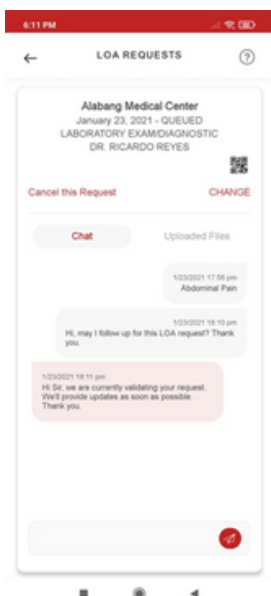 6:11 PM
LOA REQUESTS
Alabang Medical Center
January 23, 2021 - QUEUED
LABORATORY EXAM/DIAGNOSTIC
DR. RICARDO REYES
Cancel this Request
CHANGE
Chat
Uploaded Files
1/23/2021 17:56 pm
Abdominal Pain
1/23/2021 18:10 pm
Hi, may I follow up for this LOA request? Thank
you.
1/23/2021 18:11 pm
Hi Sir, we are currently validating your request.
We'll provide updates as soon as possible.
Thank you.